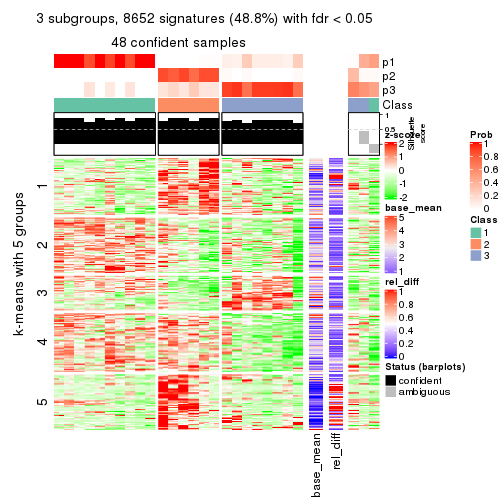 3 subgroups, 8652 signatures (48.8%) with fdr < 0.05
48 confident samples
p1
p2
p3
Class
1
0.5
0
Silhouette
score
k-means with 5 groups
1
2
3
4
5
base_mean
rel_diff
z-score
2
1
0
-1
-2
base_mean
5
4
3
2
1
rel_diff
1
0.8
0.6
0.4
0.2
0
Status (barplots)
confident
ambiguous
Prob
1
0.8
0.6
0.4
0.2
0
Class
1
2
3